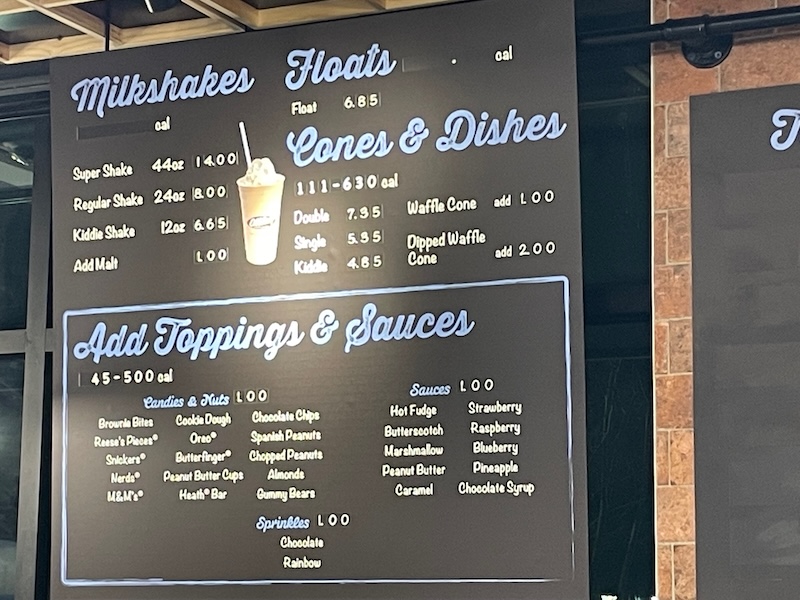 Milkshakes
cal
Super Shake 44oz 14.00
Regular Shake 24oz 8.00
Kiddie Shake 12oz 6.65
Add Malt 1.00
Floats . cal
Float 6.85
Cones & Dishes
111-630 cal
Double 7.35
Single 5.35
Kiddie 4.85
Waffle Cone add 1.00
Dipped Waffle
Cone add 2.00
Add Toppings & Sauces
45-500 cal
Candies & Nuts 1.00
Brownie Bites Cookie Dough Chocolate Chips
Reese's Pieces® Oreo® Spanish Peanuts
Snickers® Butterfinger® Chopped Peanuts
Nerds® Peanut Butter Cups Almonds
M&M's® Heath® Bar Gummy Bears
Sauces 1.00
Hot Fudge Strawberry
Butterscotch Raspberry
Marshmallow Blueberry
Peanut Butter Pineapple
Caramel Chocolate Syrup
Sprinkles 1.00
Chocolate
Rainbow